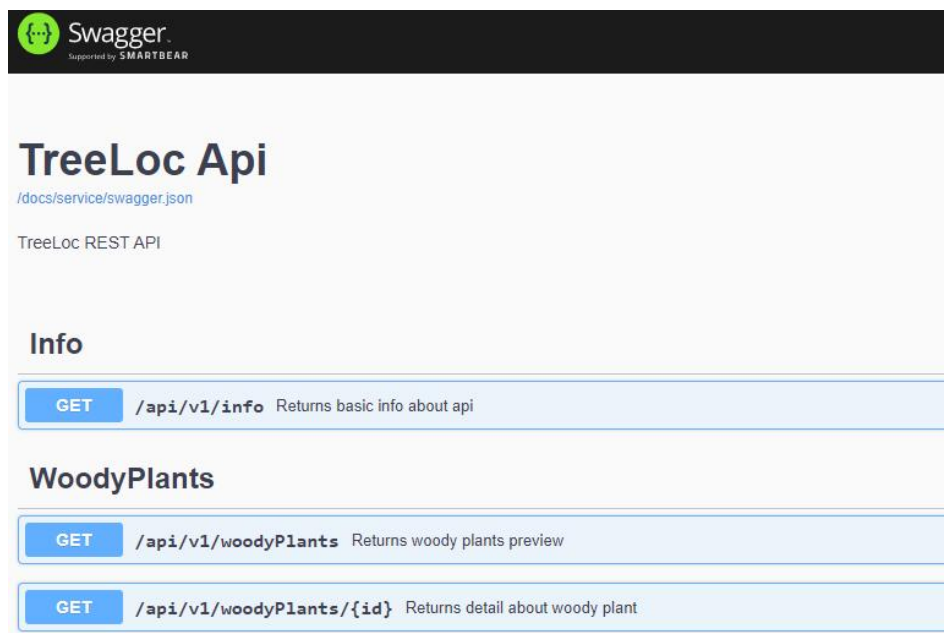 {···} Swagger.
Supported by SMARTBEAR
TreeLoc Api
/docs/service/swagger.json
TreeLoc REST API
Info
GET /api/v1/info Returns basic info about api
WoodyPlants
GET /api/v1/woodyPlants Returns woody plants preview
GET /api/v1/woodyPlants/{id} Returns detail about woody plant